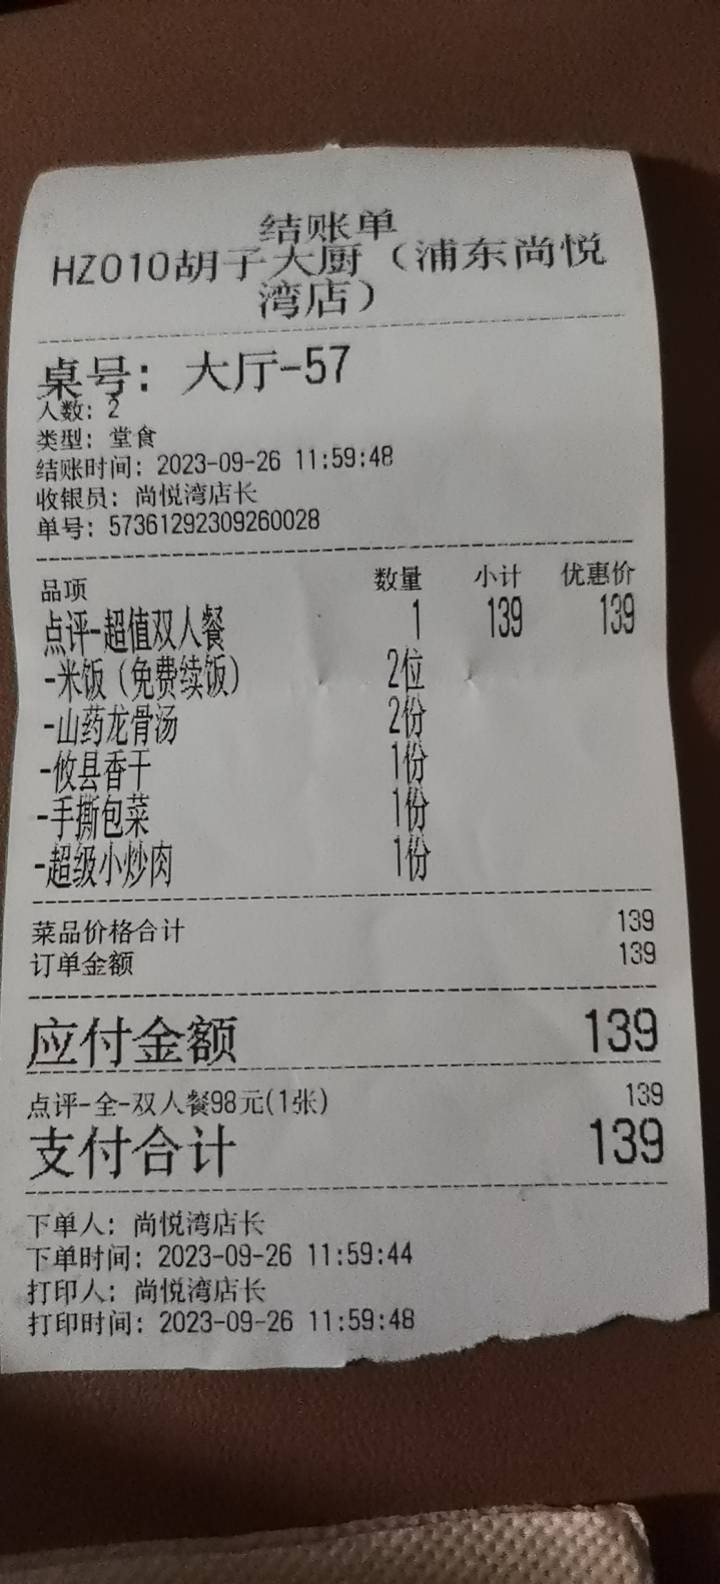 结账单
HZ010胡子大厨（浦东尚悦
湾店）
桌号：大厅-57
人数：2
类型：堂食
结账时间：2023-09-26 11:59:48
收银员：尚悦湾店长
单号：57361292309260028
品项 数量 小计 优惠价
点评-超值双人餐 1 139 139
-米饭（免费续饭） 2位
-山药龙骨汤 2份
-攸县香干 1份
-手撕包菜 1份
-超级小炒肉 1份
菜品价格合计 139
订单金额 139
应付金额 139
点评-全-双人餐98元(1张) 139
支付合计 139
下单人：尚悦湾店长
下单时间：2023-09-26 11:59:44
打印人：尚悦湾店长
打印时间：2023-09-26 11:59:48